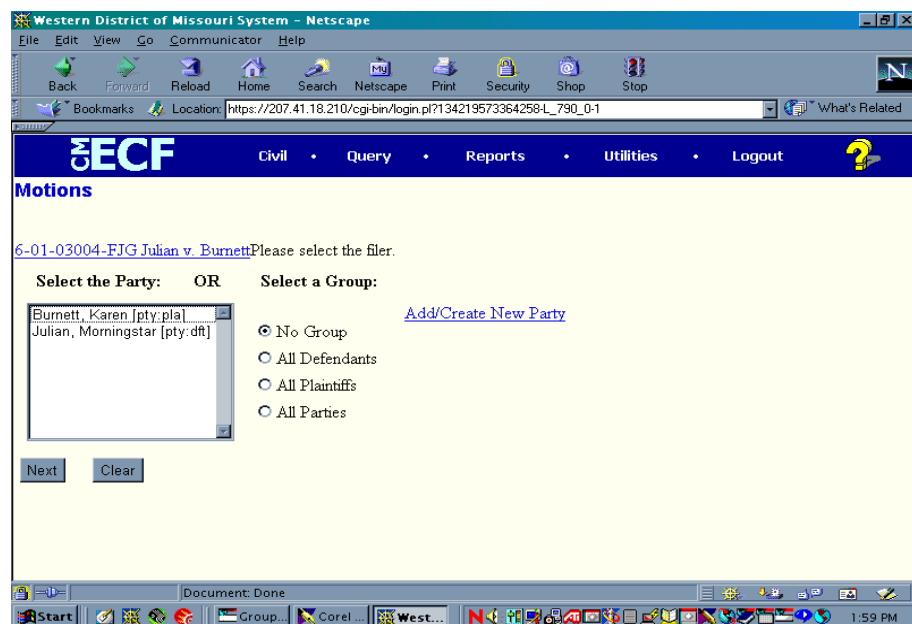 Western District of Missouri System - Netscape
File Edit View Go Communicator Help
Back Forward Reload Home Search Netscape Print Security Shop Stop
My
N
Bookmarks Location: https://207.41.18.210/cgi-bin/login.pl?134219573364258-L_790_0-1 What's Related
CM ECF Civil • Query • Reports • Utilities • Logout ?
Motions
6-01-03004-FJG Julian v. BurnettPlease select the filer.
Select the Party: OR Select a Group:
Burnett, Karen [pty:pla]
Julian, Morningstar [pty:dft]
Add/Create New Party
No Group
All Defendants
All Plaintiffs
All Parties
Next Clear
Document: Done
Start Group... Corel ... West... N 1:59 PM